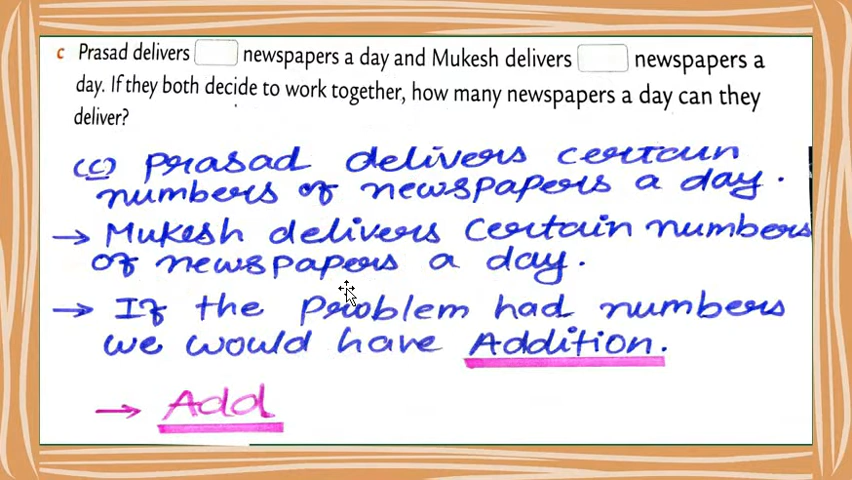 c Prasad delivers newspapers a day and Mukesh delivers newspapers a
day. If they both decide to work together, how many newspapers a day can they
deliver?
(c) Prasad delivers certain
numbers of newspapers a day.
→ Mukesh delivers certain numbers
of newspapers a day.
→ If the problem had numbers
we would have Addition.
→ Add